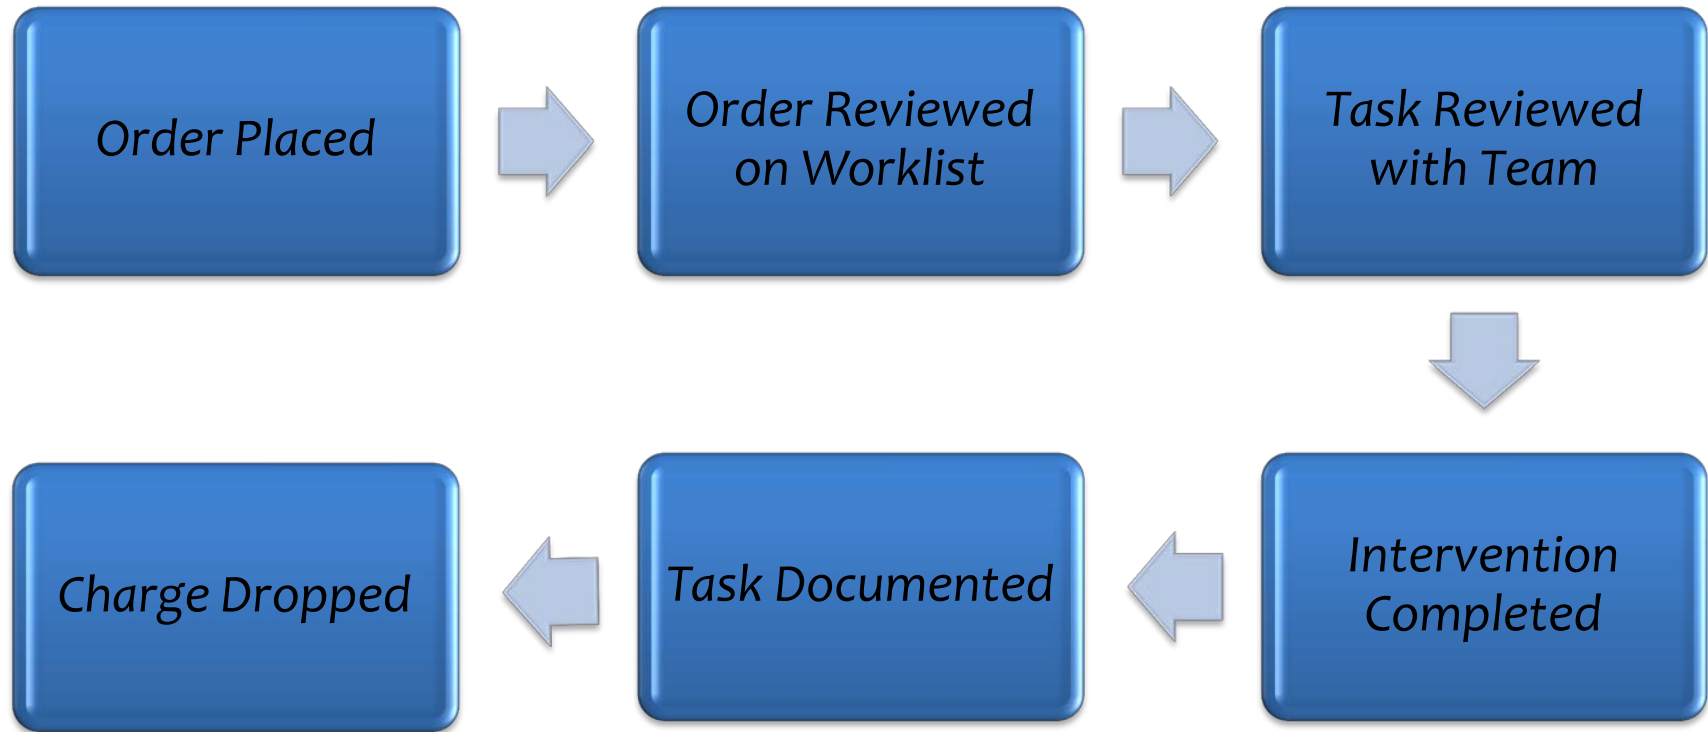 Order Placed
Order Reviewed
on Worklist
Task Reviewed
with Team
Intervention
Completed
Task Documented
Charge Dropped